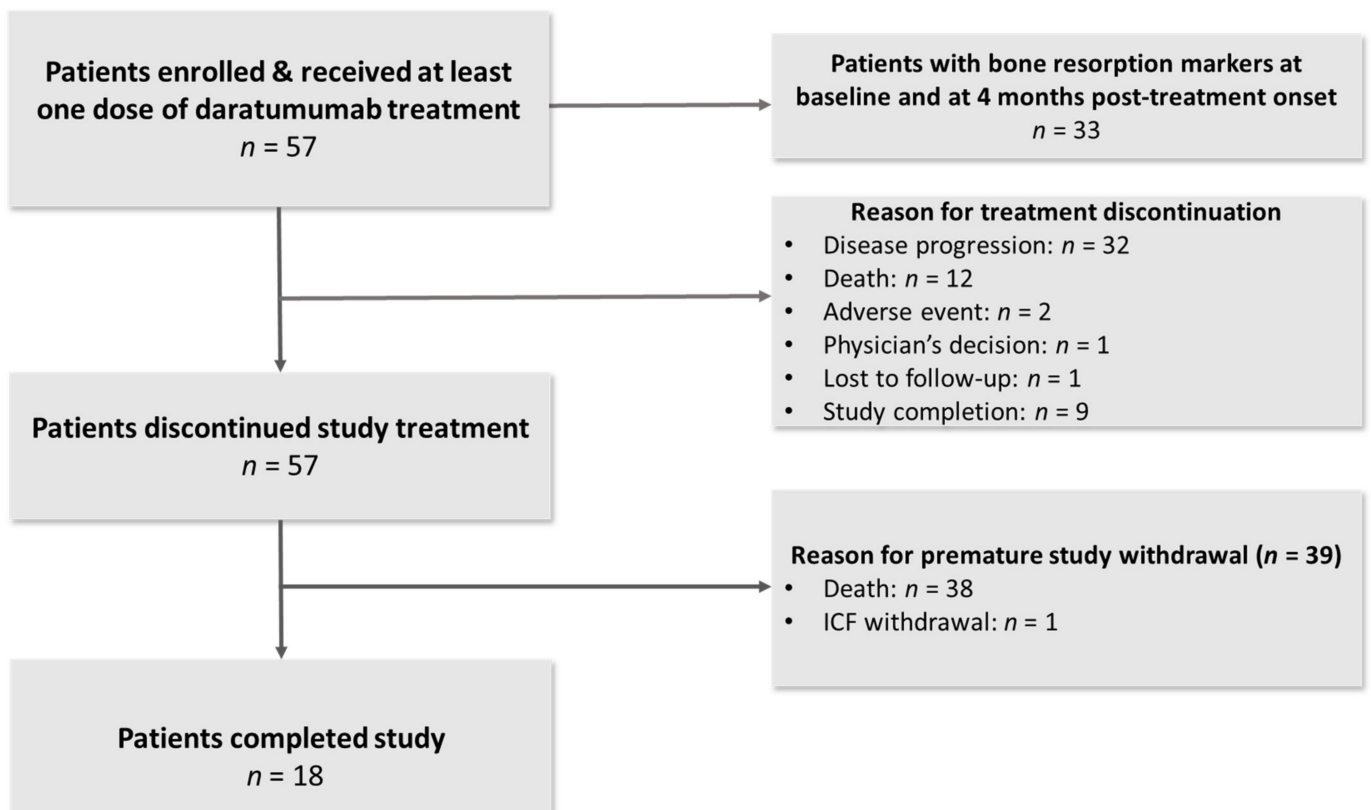 Patients enrolled & received at least
one dose of daratumumab treatment
n = 57
Patients with bone resorption markers at
baseline and at 4 months post-treatment onset
n = 33
Reason for treatment discontinuation
• Disease progression: n = 32
• Death: n = 12
• Adverse event: n = 2
• Physician’s decision: n = 1
• Lost to follow-up: n = 1
• Study completion: n = 9
Patients discontinued study treatment
n = 57
Reason for premature study withdrawal (n = 39)
• Death: n = 38
• ICF withdrawal: n = 1
Patients completed study
n = 18